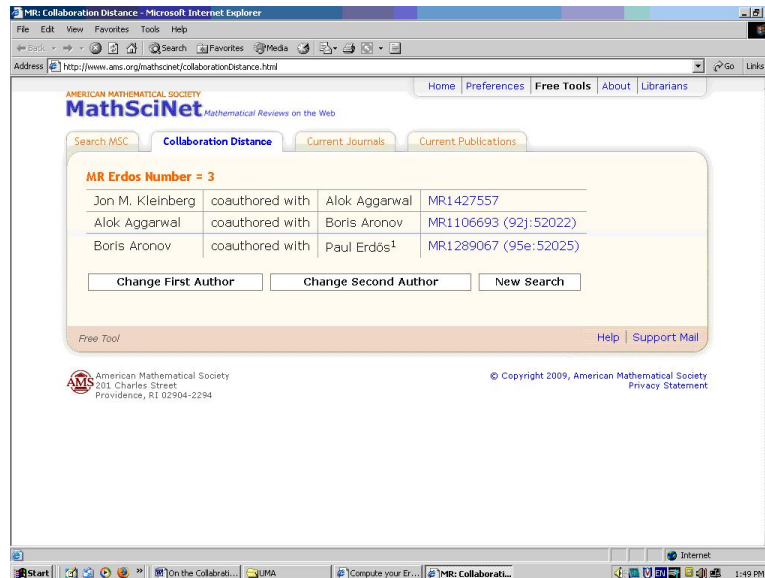 MR: Collaboration Distance - Microsoft Internet Explorer
File Edit View Favorites Tools Help
Back Search Favorites Media
Address http://www.ams.org/mathscinet/collaborationDistance.html Go Links
Home Preferences Free Tools About Librarians
AMERICAN MATHEMATICAL SOCIETY
MathSciNet Mathematical Reviews on the Web
Search MSC Collaboration Distance Current Journals Current Publications
MR Erdos Number = 3
Jon M. Kleinberg coauthored with Alok Aggarwal MR1427557
Alok Aggarwal coauthored with Boris Aronov MR1106693 (92j:52022)
Boris Aronov coauthored with Paul Erdős¹ MR1289067 (95e:52025)
Change First Author Change Second Author New Search
Free Tool Help Support Mail
AMS
American Mathematical Society
201 Charles Street
Providence, RI 02904-2294
© Copyright 2009, American Mathematical Society
Privacy Statement
Internet
Start » On the Collabrati... UMA Compute your Er... MR: Collaborati... EN 1:49 PM